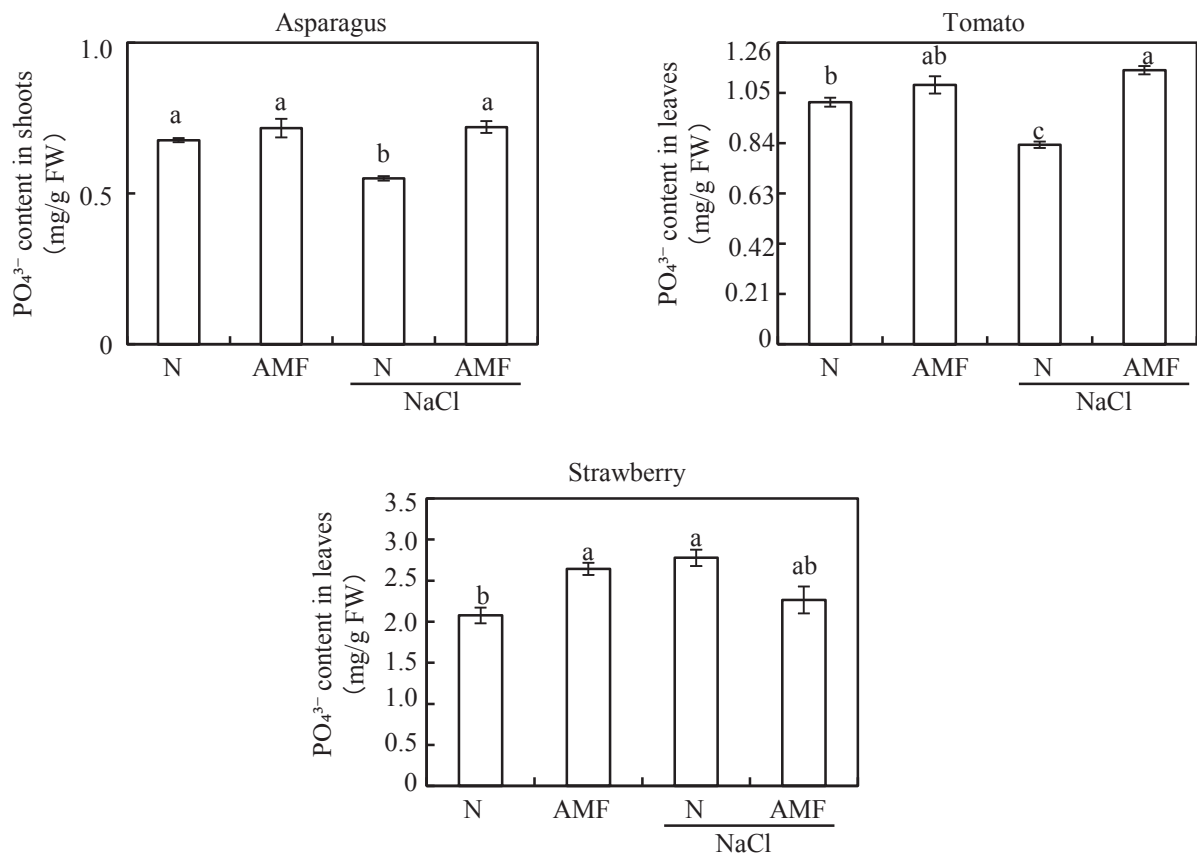 Asparagus
PO₄³⁻ content in shoots
(mg/g FW)
1.0
0.5
0
a
a
b
a
N AMF N AMF
NaCl
Tomato
PO₄³⁻ content in leaves
(mg/g FW)
1.26
1.05
0.84
0.63
0.42
0.21
0
b
ab
c
a
N AMF N AMF
NaCl
Strawberry
PO₄³⁻ content in leaves
(mg/g FW)
3.5
3.0
2.5
2.0
1.5
1.0
0.5
0
b
a
a
ab
N AMF N AMF
NaCl